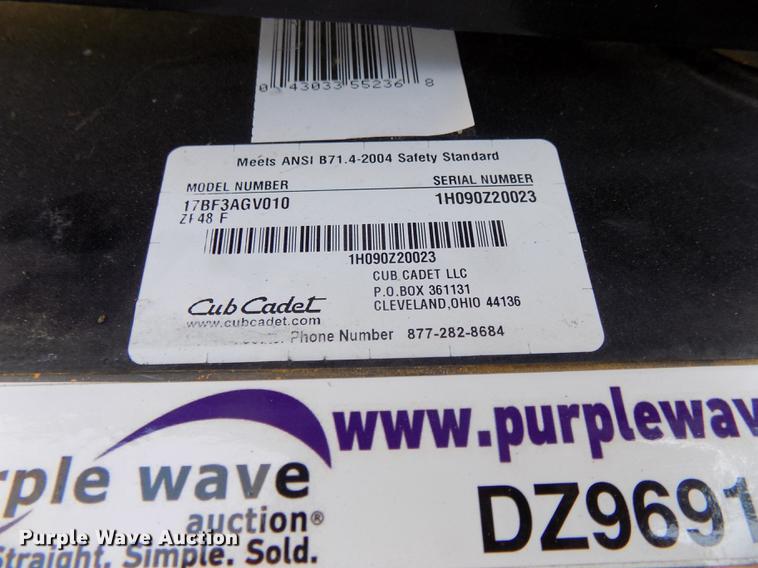 0 43033 55236 8
Meets ANSI B71.4-2004 Safety Standard
MODEL NUMBER SERIAL NUMBER
17BF3AGV010 1H090Z20023
48 F
1H090Z20023
CUB CADET LLC
P.O.BOX 361131
CLEVELAND,OHIO 44136
Cub Cadet
www.cubcadet.com
Phone Number 877-282-8684
www.purplewav
rple wave
auction®
Straight. Simple. Sold.
DZ9691
Purple Wave Auction